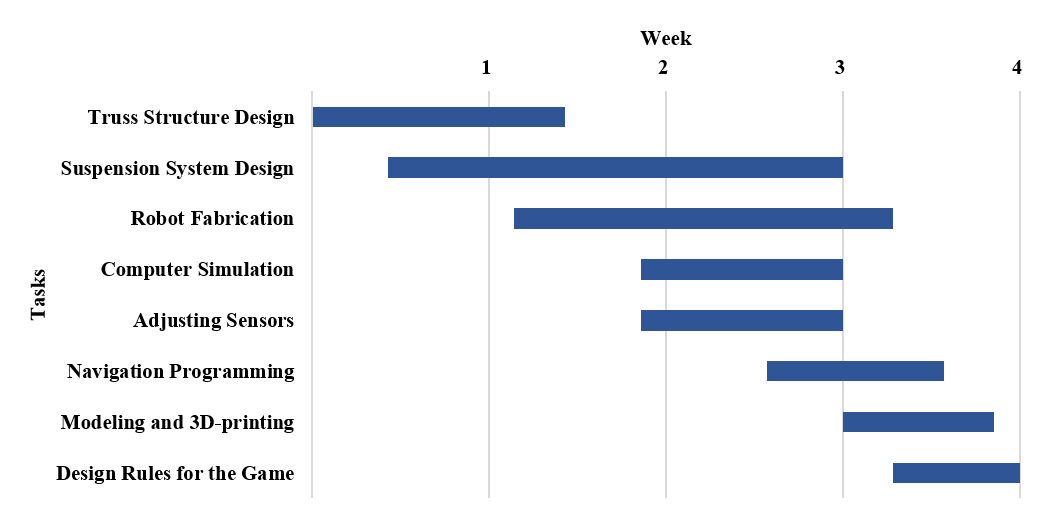 Week
1 2 3 4
Truss Structure Design
Suspension System Design
Robot Fabrication
Computer Simulation
Adjusting Sensors
Navigation Programming
Modeling and 3D-printing
Design Rules for the Game
Tasks